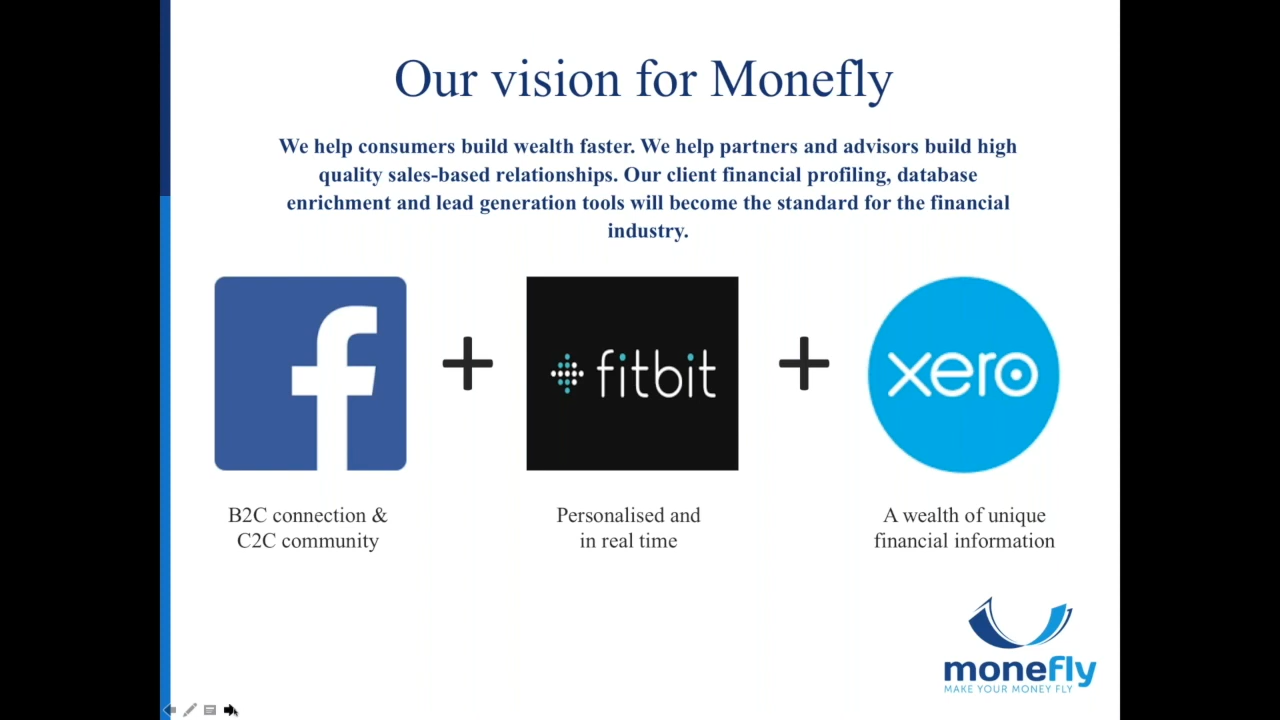 Our vision for Monefly
We help consumers build wealth faster. We help partners and advisors build high
quality sales-based relationships. Our client financial profiling, database
enrichment and lead generation tools will become the standard for the financial
industry.
f
fitbit
xero
B2C connection &
C2C community
Personalised and
in real time
A wealth of unique
financial information
monefly
MAKE YOUR MONEY FLY